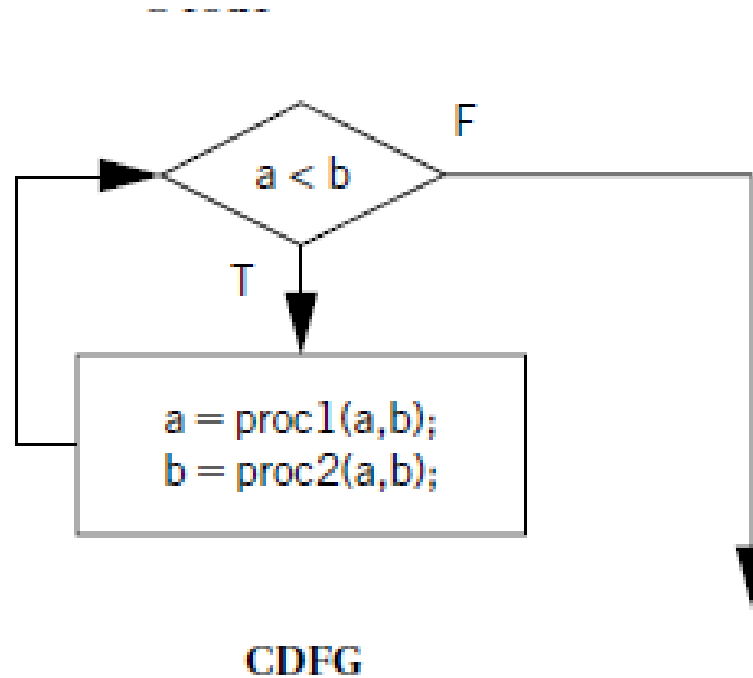 F
a < b
T
a = proc1(a,b);
b = proc2(a,b);
CDFG